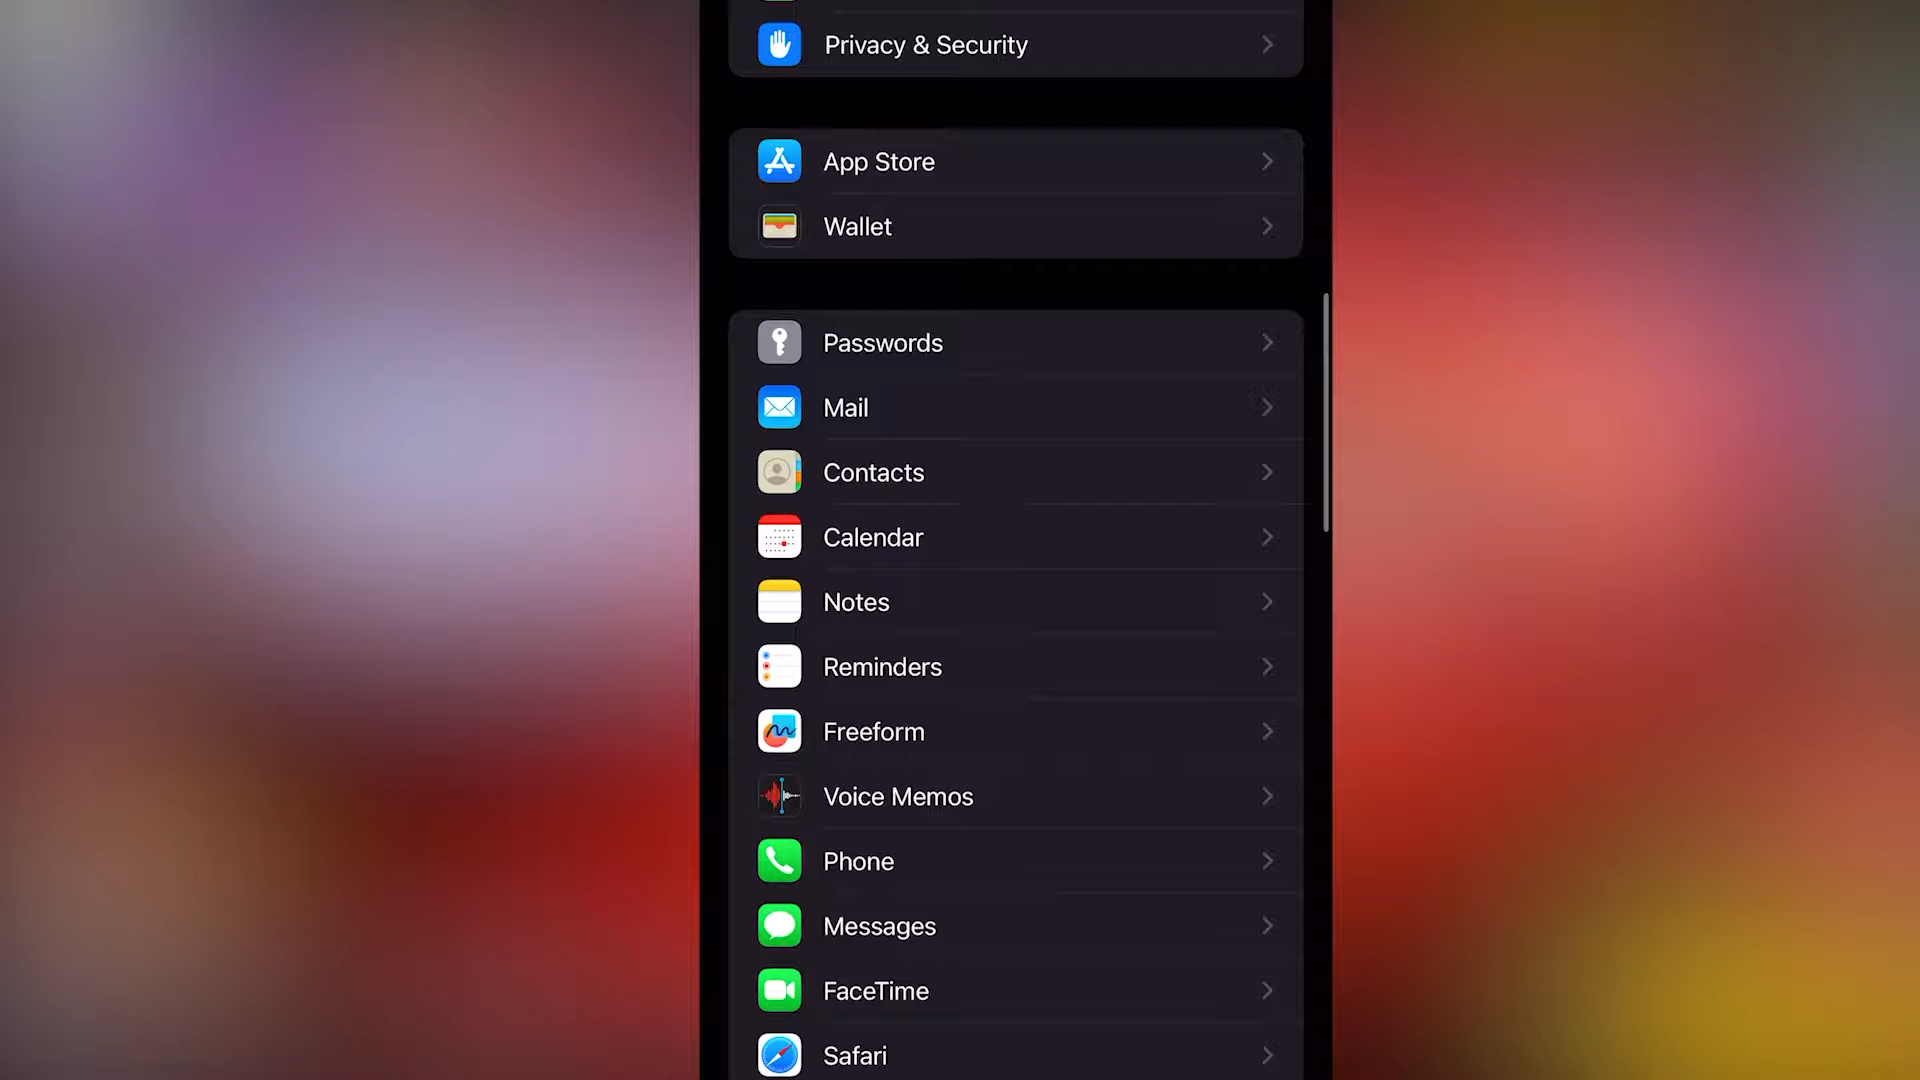 Privacy & Security
App Store
Wallet
Passwords
Mail
Contacts
Calendar
Notes
Reminders
Freeform
Voice Memos
Phone
Messages
FaceTime
Safari